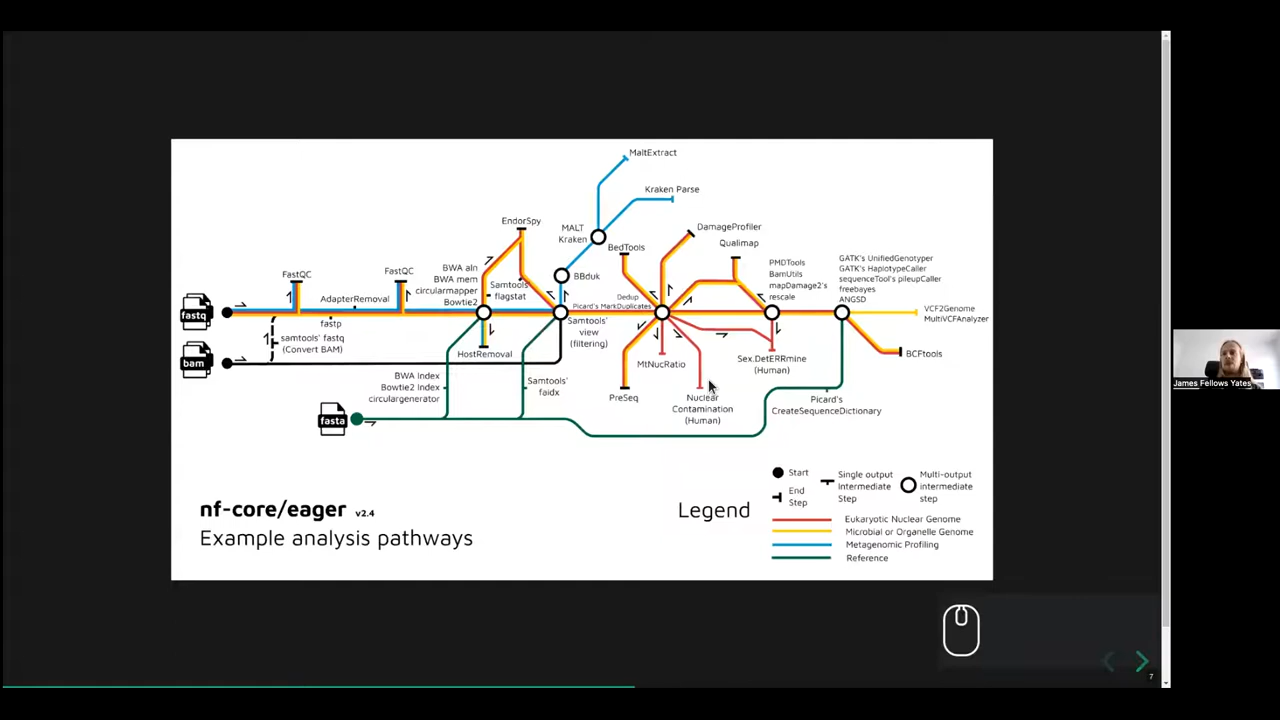 MaltExtract
Kraken Parse
EndorSpy
MALT
Kraken
DamageProfiler
BedTools
Qualimap
FastQC
FastQC
BWA aln
BWA mem
circularmapper
Bowtie2
BBduk
Samtools
flagstat
PMDTools
BamUtils
mapDamage2's
rescale
GATK's UnifiedGenotyper
GATK's HaplotypeCaller
sequenceTool's pileupCaller
freebayes
ANGSD
AdapterRemoval
Dedup
Picard's MarkDuplicates
fastq
fastp
Samtools'
view
(filtering)
VCF2Genome
MultiVCFAnalyzer
samtools' fastq
(Convert BAM)
HostRemoval
bam
MtNucRatio
Sex.DetERRmine
(Human)
BCFtools
BWA Index
Bowtie2 Index
circulargenerator
Samtools'
faidx
PreSeq
Nuclear
Contamination
(Human)
Picard's
CreateSequenceDictionary
fasta
James Fellows Yates
nf-core/eager v2.4
Example analysis pathways
Legend
Start
End
Step
Single output
Intermediate
Step
Multi-output
intermediate
step
Eukaryotic Nuclear Genome
Microbial or Organelle Genome
Metagenomic Profiling
Reference
7